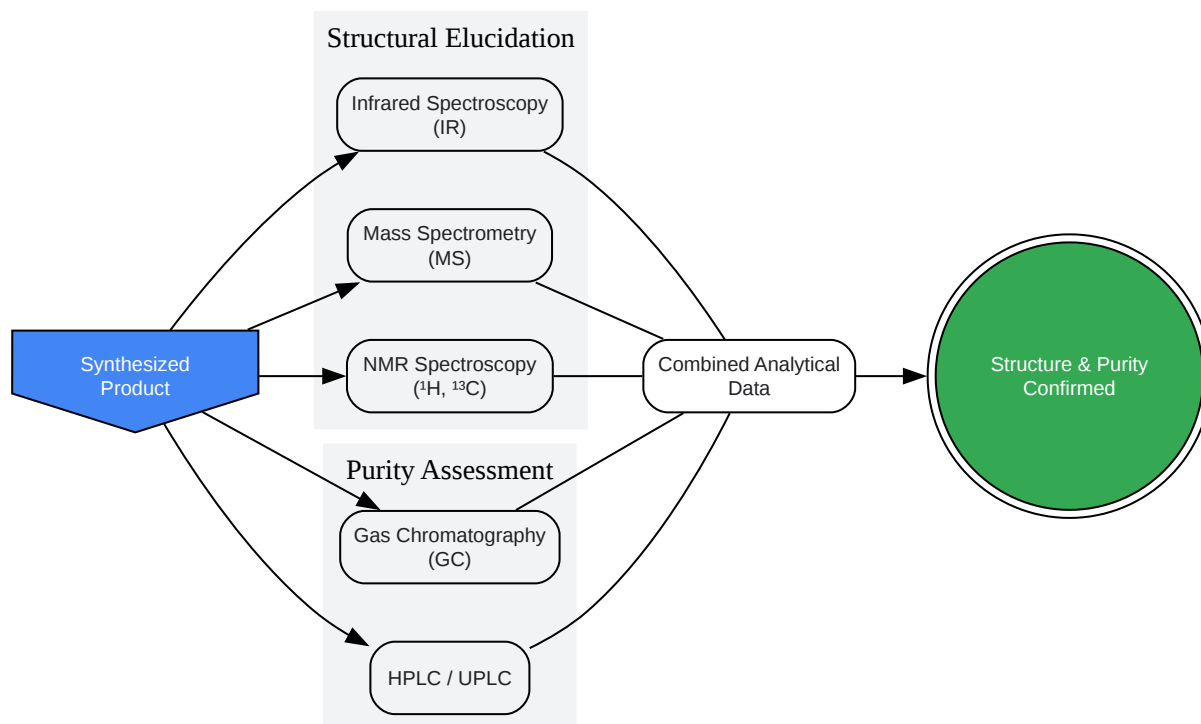 Structural Elucidation
Infrared Spectroscopy
(IR)
Mass Spectrometry
(MS)
Synthesized
Product
NMR Spectroscopy
(¹H, ¹³C)
Combined Analytical
Data
Structure & Purity
Confirmed
Purity Assessment
Gas Chromatography
(GC)
HPLC / UPLC